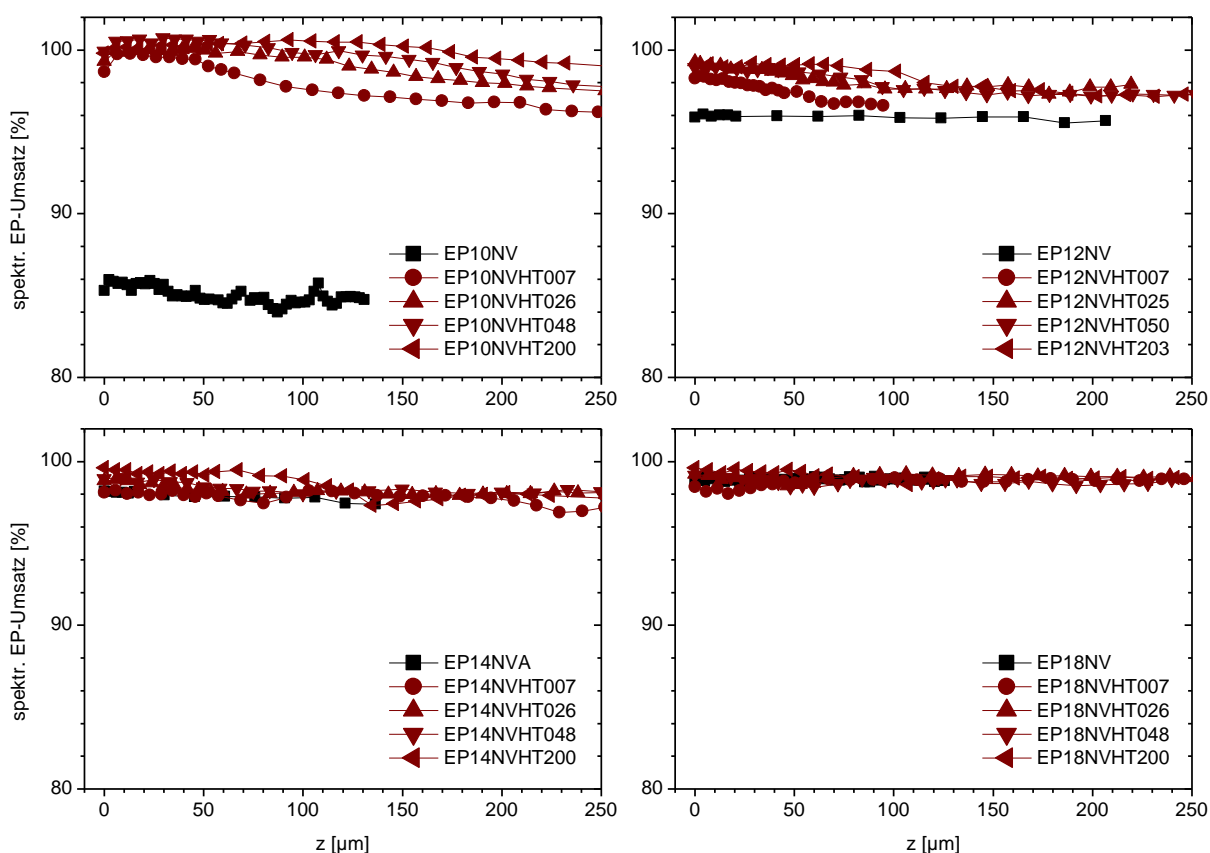 100
90
80
spektr. EP-Umsatz [%]
EP10NV
EP10NVHT007
EP10NVHT026
EP10NVHT048
EP10NVHT200
0 50 100 150 200 250
100
90
80
EP12NV
EP12NVHT007
EP12NVHT025
EP12NVHT050
EP12NVHT203
0 50 100 150 200 250
100
90
80
spektr. EP-Umsatz [%]
EP14NVA
EP14NVHT007
EP14NVHT026
EP14NVHT048
EP14NVHT200
0 50 100 150 200 250
z [µm]
100
90
80
EP18NV
EP18NVHT007
EP18NVHT026
EP18NVHT048
EP18NVHT200
0 50 100 150 200 250
z [µm]